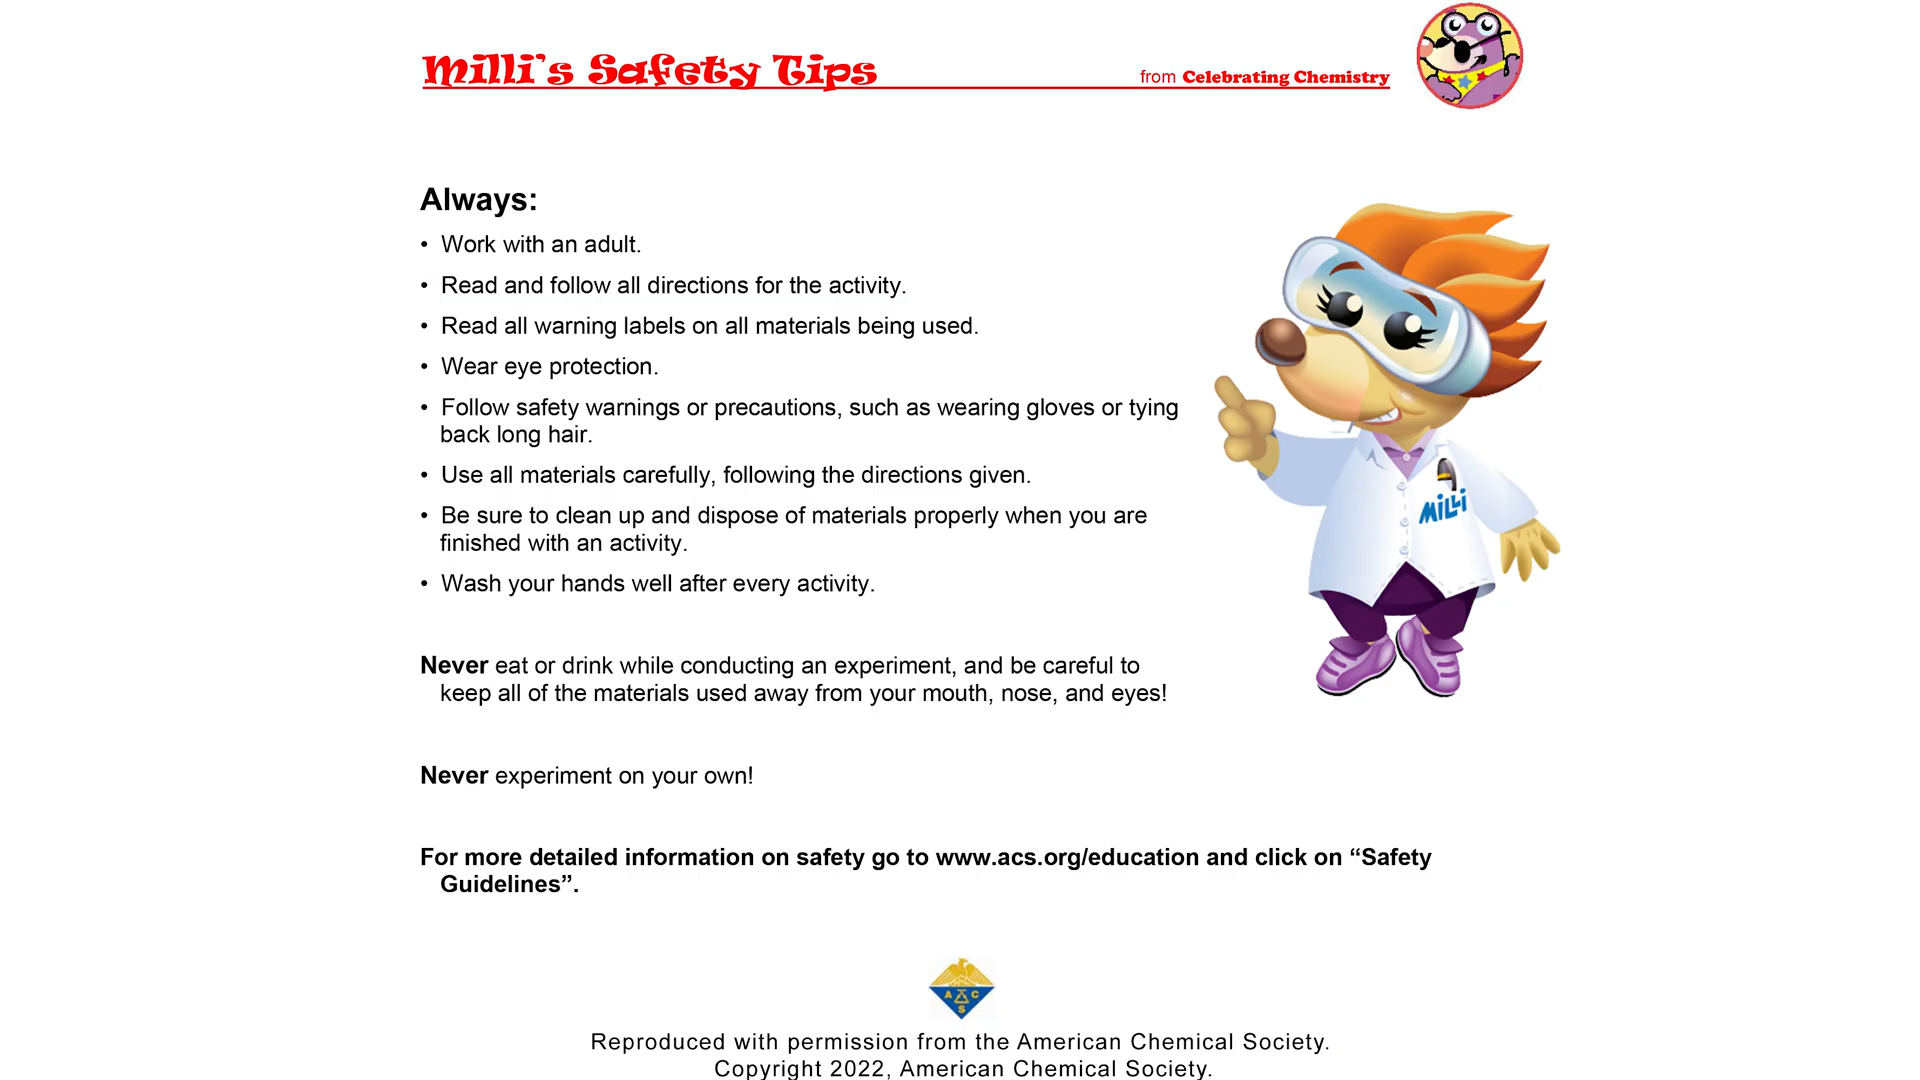 Milli's Safety Tips
from Celebrating Chemistry
Always:
• Work with an adult.
• Read and follow all directions for the activity.
• Read all warning labels on all materials being used.
• Wear eye protection.
• Follow safety warnings or precautions, such as wearing gloves or tying
back long hair.
• Use all materials carefully, following the directions given.
• Be sure to clean up and dispose of materials properly when you are
finished with an activity.
• Wash your hands well after every activity.
MiLLi
Never eat or drink while conducting an experiment, and be careful to
keep all of the materials used away from your mouth, nose, and eyes!
Never experiment on your own!
For more detailed information on safety go to www.acs.org/education and click on “Safety
Guidelines”.
A C
S
Reproduced with permission from the American Chemical Society.
Copyright 2022, American Chemical Society.